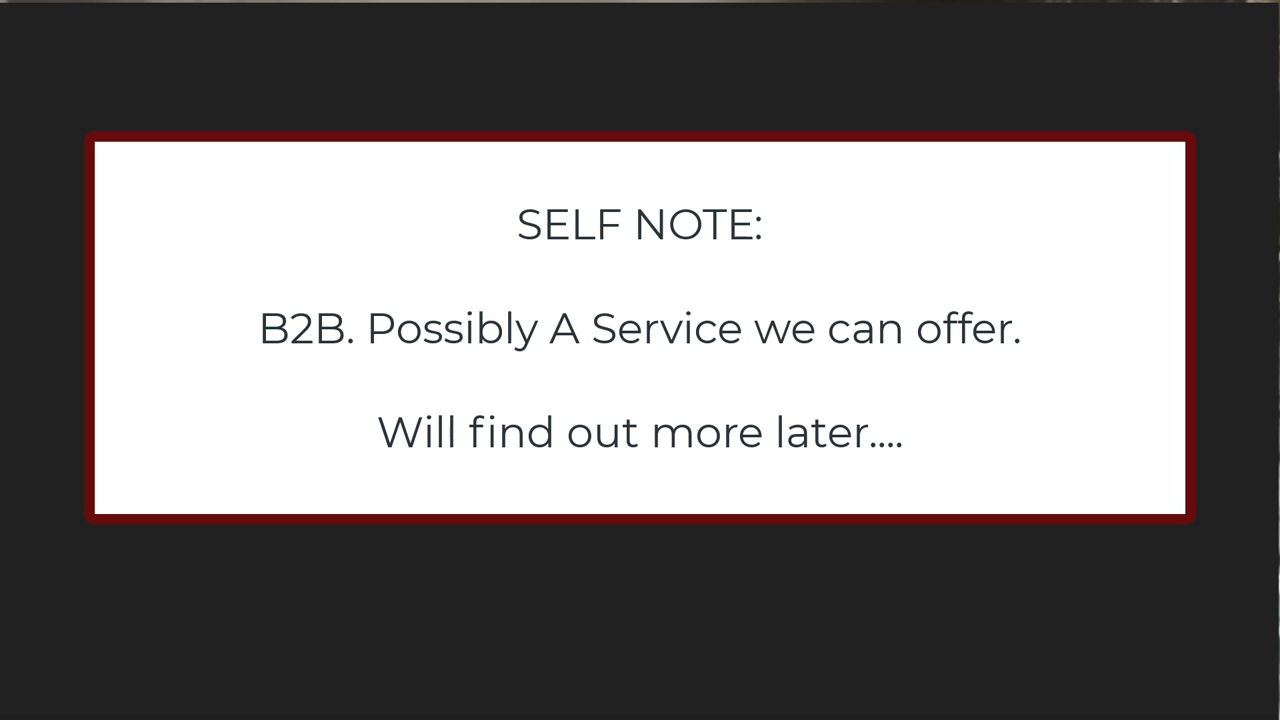 SELF NOTE:
B2B. Possibly A Service we can offer.
Will find out more later....